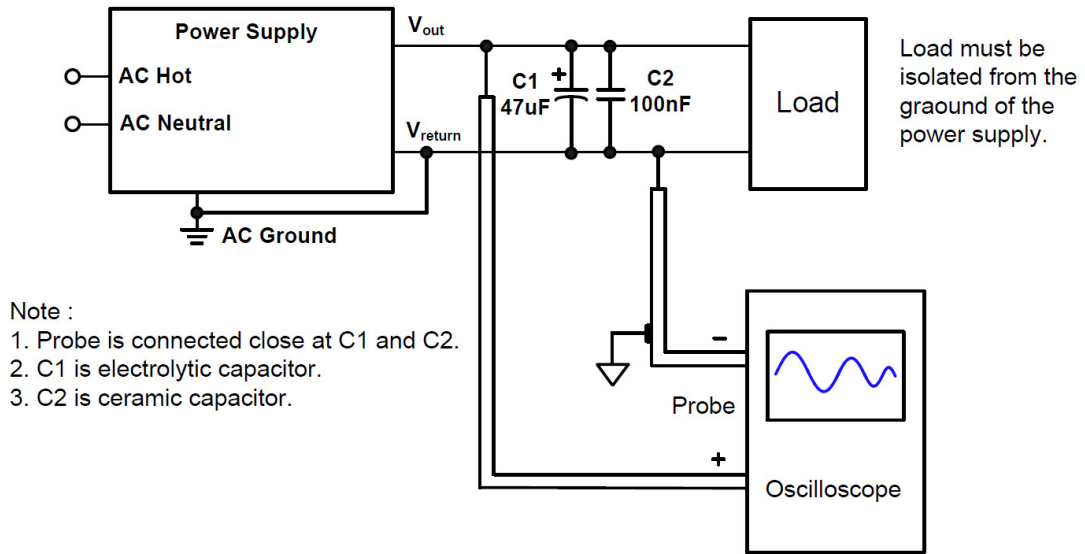 Power Supply
AC Hot
AC Neutral
AC Ground
Vout
Vreturn
C1
47uF
+
C2
100nF
Load
Load must be
isolated from the
graound of the
power supply.
Note :
1. Probe is connected close at C1 and C2.
2. C1 is electrolytic capacitor.
3. C2 is ceramic capacitor.
-
Probe
+
Oscilloscope